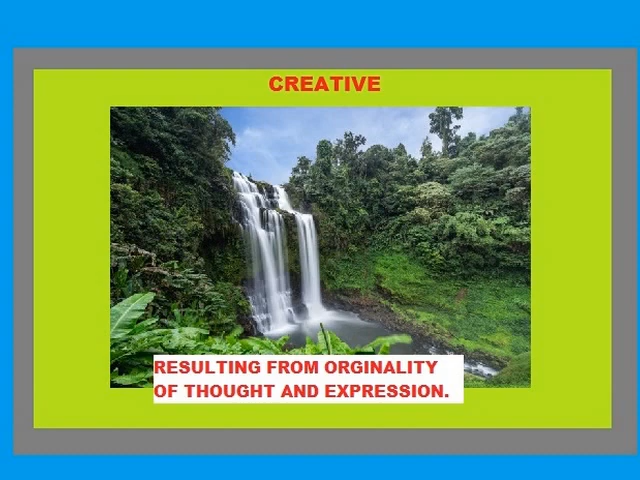 CREATIVE
RESULTING FROM ORGINALITY
OF THOUGHT AND EXPRESSION.